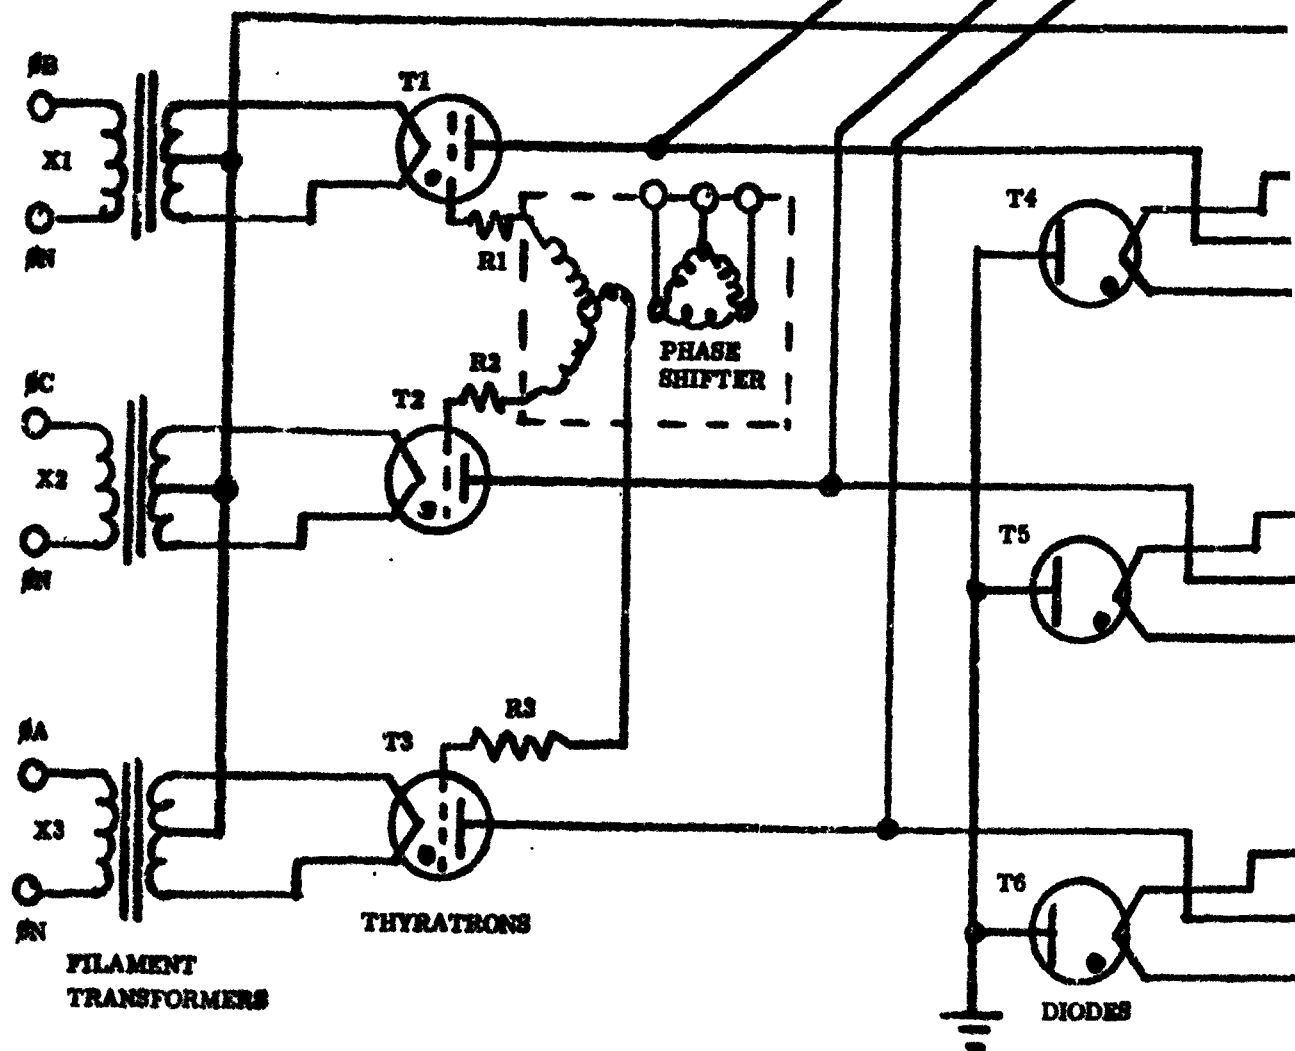 ØB
T1
X1
T4
R1
ØN
PHASE
SHIFTER
R2
ØC
T2
X2
T5
ØN
R3
ØA
T3
X3
T6
THYRATRONS
ØN
FILAMENT
TRANSFORMERS
DIODES